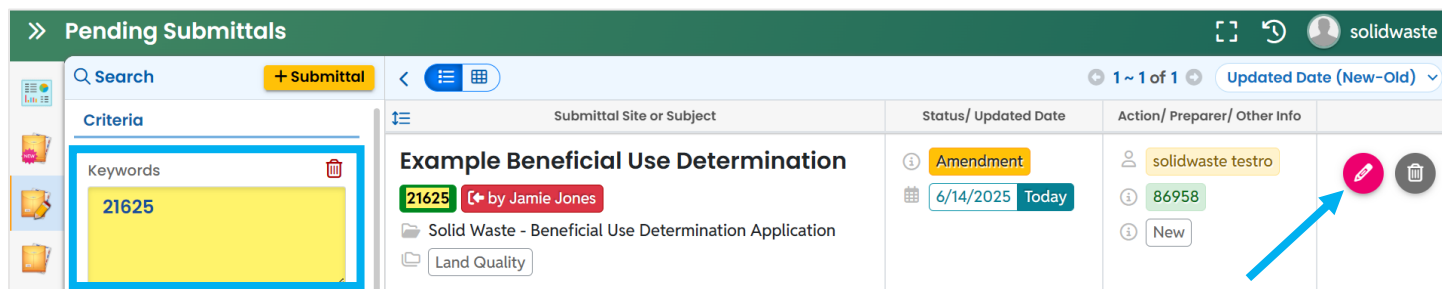 Pending Submittals
solidwaste
Search
+ Submittal
1 ~ 1 of 1
Updated Date (New-Old)
Criteria
Submittal Site or Subject
Status/ Updated Date
Action/ Preparer/ Other Info
Keywords
21625
Example Beneficial Use Determination
21625 by Jamie Jones
Solid Waste - Beneficial Use Determination Application
Land Quality
Amendment
6/14/2025 Today
solidwaste testro
86958
New